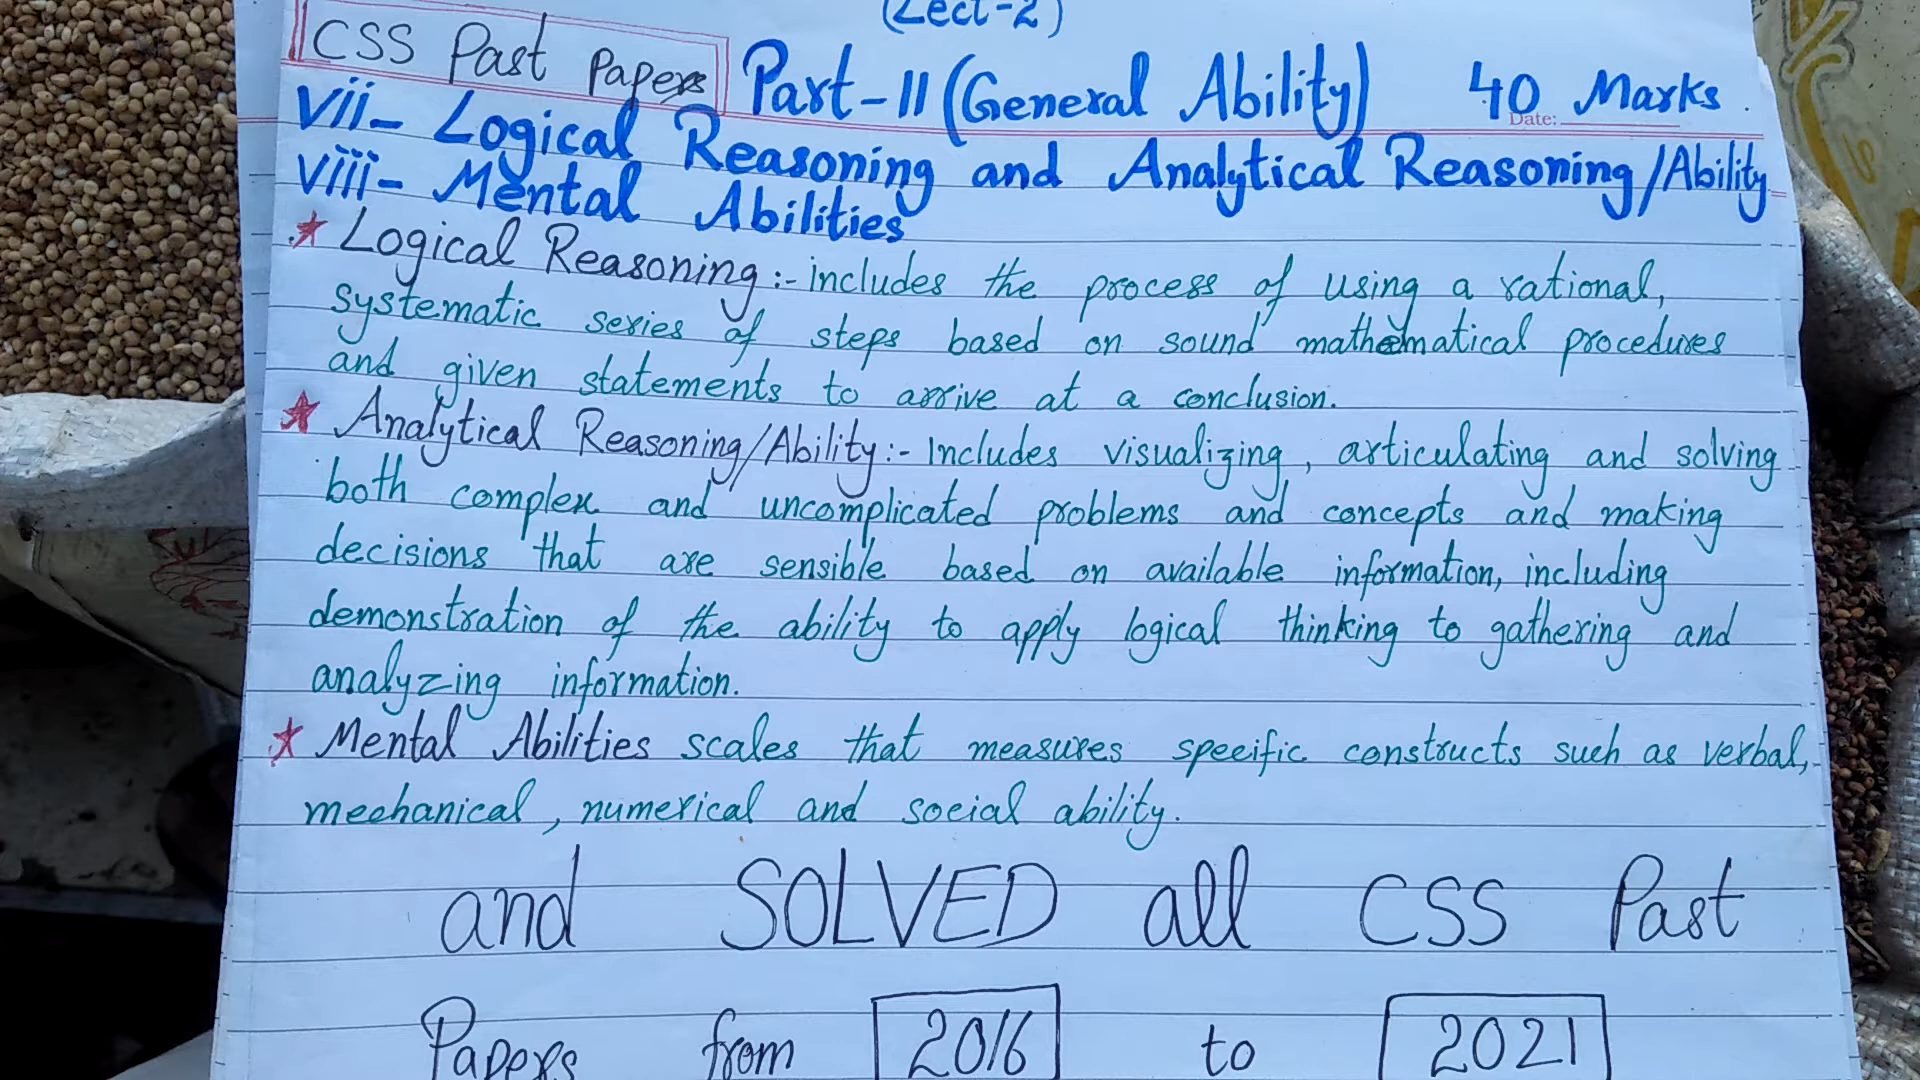 (Lect-2)
CSS Past Papers Part-II (General Ability) 40 Marks
Date:
vii- Logical Reasoning and Analytical Reasoning/Ability
viii- Mental Abilities
* Logical Reasoning :- includes the process of using a rational,
systematic series of steps based on sound mathematical procedures
and given statements to arrive at a conclusion.
* Analytical Reasoning/Ability:- Includes visualizing, articulating and solving
both complex and uncomplicated problems and concepts and making
decisions that are sensible based on available information, including
demonstration of the ability to apply logical thinking to gathering and
analyzing information.
* Mental Abilities scales that measures specific constructs such as verbal,
mechanical, numerical and social ability.
and SOLVED all CSS Past
Papers from 2016 to 2021